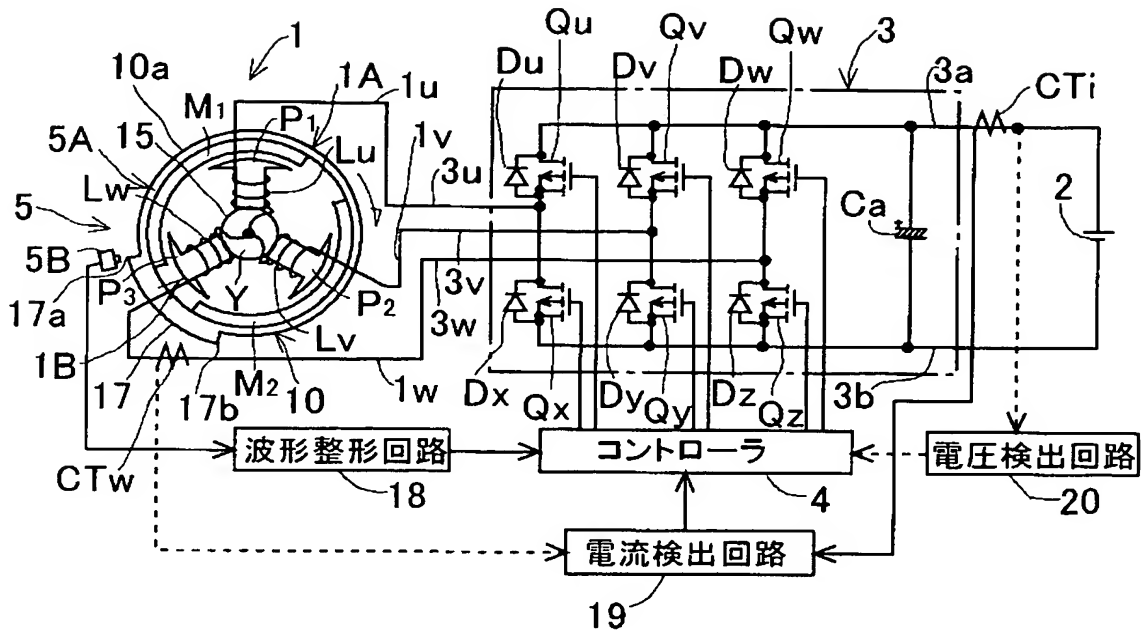 1
Qu
Qv
Qw
3
10a
1A
1u
Du
Dv
Dw
3a
CTi
M1
P1
1v
5A
15
Lu
Lw
3u
5
Ca
2
5B
3v
17a
P3
Y
P2
3w
1B
17
Lv
M2
17b
10
1w
Dx
Qx
Dy
Qy
Dz
Qz
3b
CTw
波形整形回路
18
コントローラ
4
電圧検出回路
20
電流検出回路
19